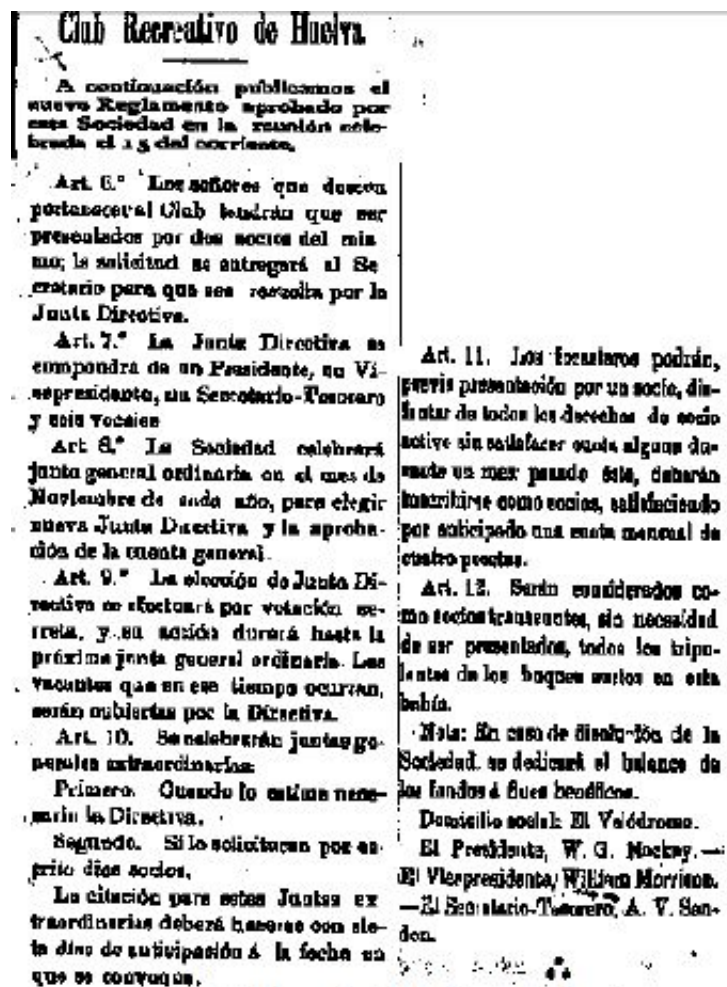 Club Recreativo de Huelva
A continuación publicamos el
nuevo Reglamento aprobado por
esta Sociedad en la reunión cele-
brada el 15 del corriente.
Art. 6.º Los señores que deseen
pertenecer al Club tendrán que ser
presentados por dos socios del mis
mo; la solicitud se entregará al Se
cretario para que sea resuelta por la
Junta Directiva.
Art. 7.º La Junta Directiva se
compondrá de un Presidente, un Vi-
cepresidente, un Secretario-Tesorero
y seis vocales
Art 8.º La Sociedad celebrará
junta general ordinaria en el mes de
Noviembre de cada año, para elegir
nueva Junta Directiva y la aproba-
ción de la cuenta general.
Art. 9.º La elección de Junta Di-
rectiva se efectuará por votación se-
creta, y su acción durará hasta la
próxima junta general ordinaria. Las
vacantes que en ese tiempo ocurran,
serán cubiertas por la Directiva.
Art. 10. Se celebrarán juntas ge-
nerales extraordinarias:
Primero. Cuando lo estime nece-
sario la Directiva.
Segundo. Si lo solicitaran por es-
crito diez socios.
La citación para estas Juntas ex
traordinarias deberá hacerse con sie-
te días de anticipación á la fecha en
que se convoque.
Art. 11. Los forasteros podrán,
previa presentación por un socio, dis-
frutar de todos los derechos de socio
activo sin satisfacer cuota alguna du-
rante un mes; pasado éste, deberán
inscribirse como socios, satisfaciendo
por anticipado una cuota mensual de
cuatro pesetas.
Art. 12. Serán considerados co-
mo socios transeuntes, sin necesidad
de ser presentados, todos los tripu-
lantes de los buques surtos en esta
bahía.
Nota: En caso de disolución de la
Sociedad, se dedicará el balance de
los fondos á fines benéficos.
Domicilio social: El Velódromo.
El Presidente, W. G. Mackay.—
El Vicepresidente, William Morrison.
—El Secretario-Tesorero, A. V. Sen-
den.